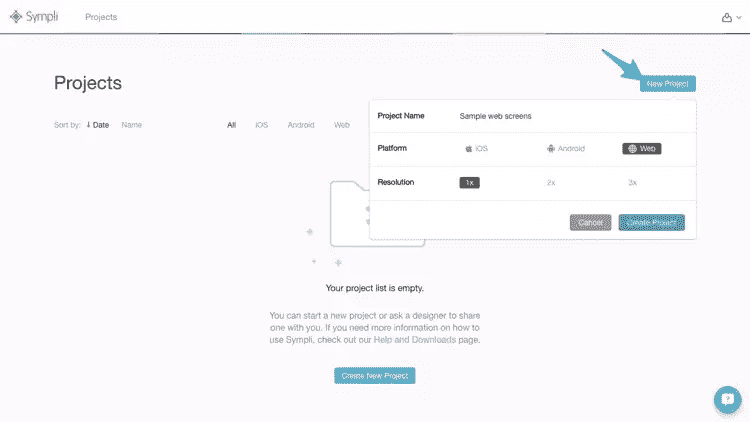 Sympli
Projects
Projects
New Project
Sort by: ↓ Date Name
All iOS Android Web
Project Name Sample web screens
Platform iOS Android Web
Resolution 1x 2x 3x
Cancel Create Project
Your project list is empty.
You can start a new project or ask a designer to share
one with you. If you need more information on how to
use Sympli, check out our Help and Downloads page.
Create New Project
?